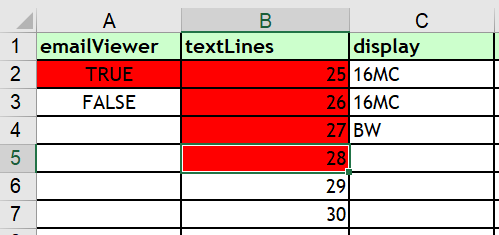 A B C
1 emailViewer textLines display
2 TRUE 25 16MC
3 FALSE 26 16MC
4 27 BW
5 28
6 29
7 30